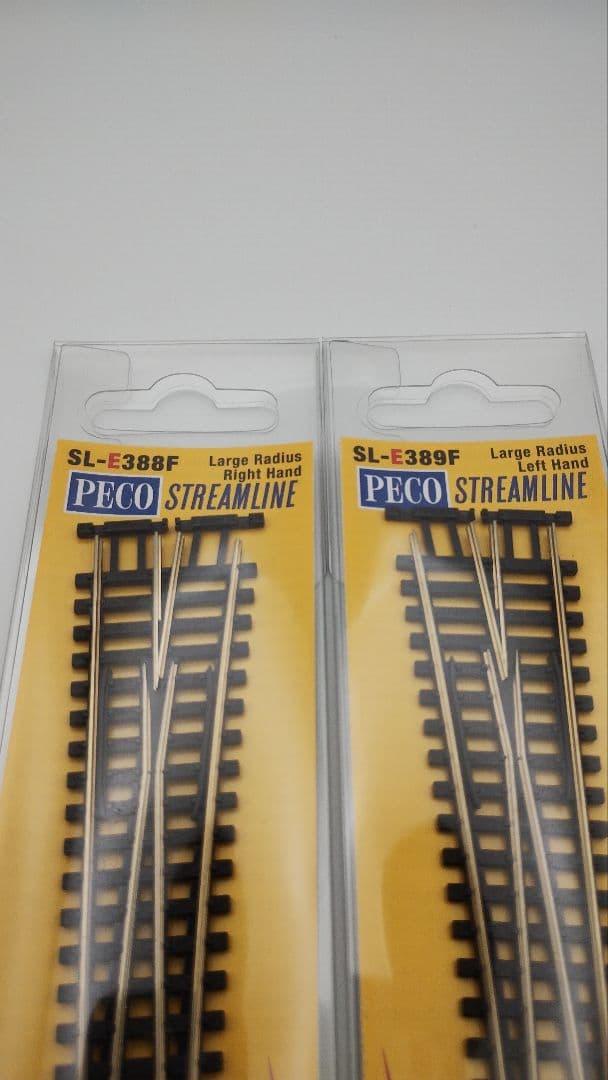 SL-E388F Large Radius
Right Hand
PECO STREAMLINE
SL-E389F Large Radius
Left Hand
PECO STREAMLINE